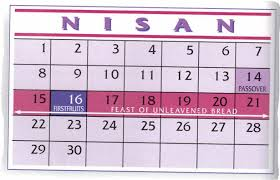 NISAN
1 2 3 4 5 6 7
8 9 10 11 12 13 14
PASSOVER
15 16 17 18 19 20 21
FIRSTFRUITS
FEAST OF UNLEAVENED BREAD
22 23 24 25 26 27 28
29 30